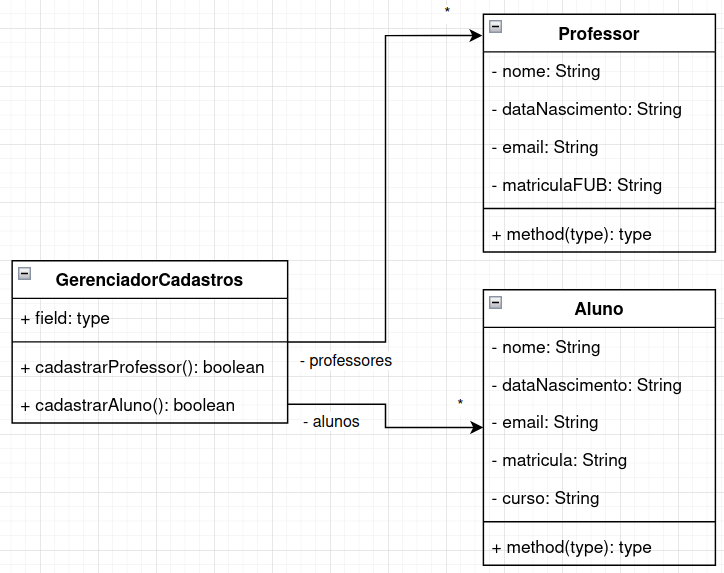 *
Professor
- nome: String
- dataNascimento: String
- email: String
- matriculaFUB: String
+ method(type): type
GerenciadorCadastros
+ field: type
+ cadastrarProfessor(): boolean
+ cadastrarAluno(): boolean
- professores
- alunos
*
Aluno
- nome: String
- dataNascimento: String
- email: String
- matricula: String
- curso: String
+ method(type): type